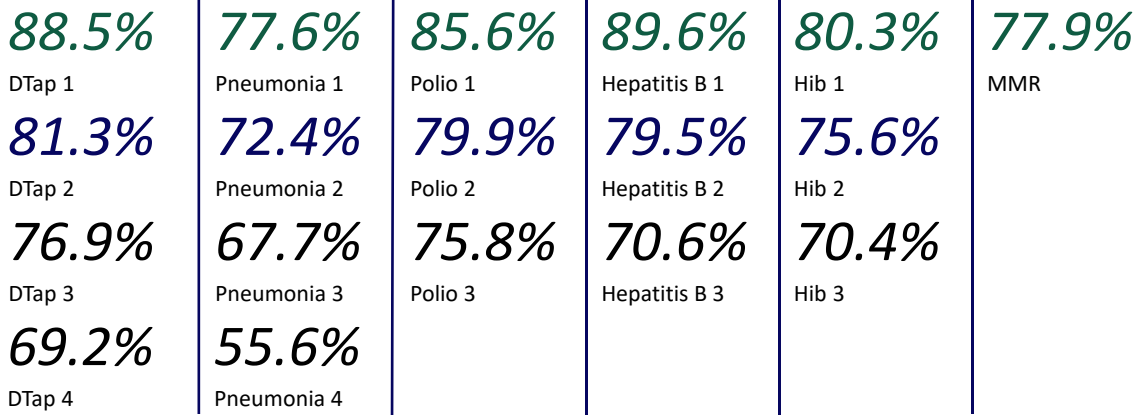 88.5% 77.6% 85.6% 89.6% 80.3% 77.9%
DTap 1 Pneumonia 1 Polio 1 Hepatitis B 1 Hib 1 MMR
81.3% 72.4% 79.9% 79.5% 75.6%
DTap 2 Pneumonia 2 Polio 2 Hepatitis B 2 Hib 2
76.9% 67.7% 75.8% 70.6% 70.4%
DTap 3 Pneumonia 3 Polio 3 Hepatitis B 3 Hib 3
69.2% 55.6%
DTap 4 Pneumonia 4